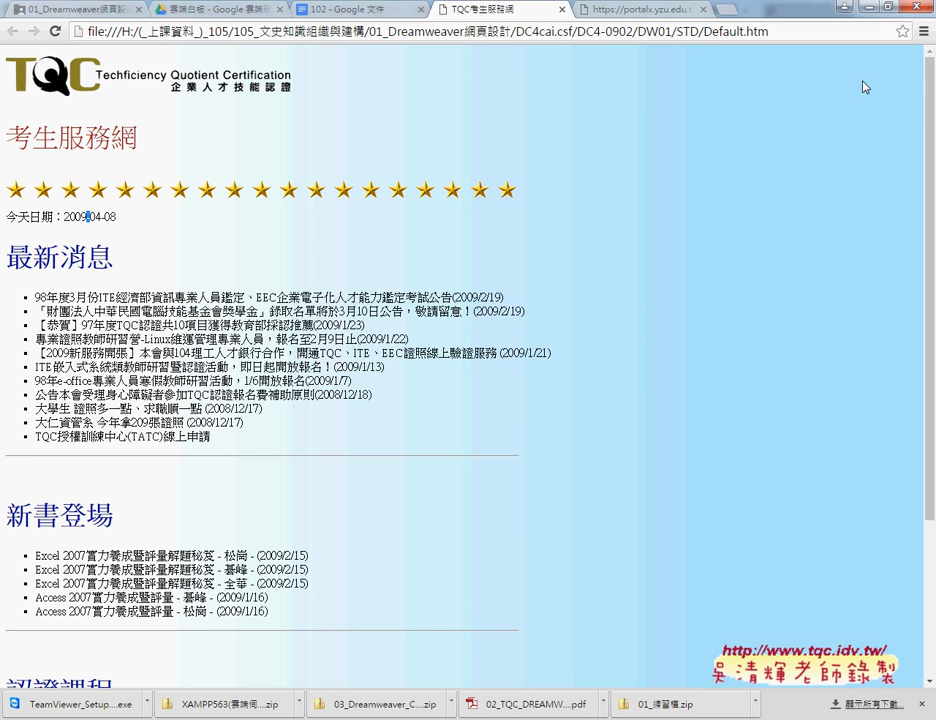 01_Dreamweaver網頁設
雲端白板 - Google 雲端硬
102 - Google 文件
TQC考生服務網
https://portalx.yzu.edu.t
file:///H:/(_上課資料_)_105/105_文史知識組織與建構/01_Dreamweaver網頁設計/DC4cai.csf/DC4-0902/DW01/STD/Default.htm
TQC Techficiency Quotient Certification
企業人才技能認證
考生服務網
今天日期：2009-04-08
最新消息
98年度3月份ITE經濟部資訊專業人員鑑定、EEC企業電子化人才能力鑑定考試公告(2009/2/19)
「財團法人中華民國電腦技能基金會獎學金」錄取名單將於3月10日公告，敬請留意！(2009/2/19)
【恭賀】97年度TQC認證共10項目獲得教育部採認推薦(2009/1/23)
專業證照教師研習營-Linux維運管理專業人員，報名至2月9日止(2009/1/22)
【2009新服務開張】本會與104理工人才銀行合作，開通TQC、ITE、EEC證照線上驗證服務 (2009/1/21)
ITE 嵌入式系統類教師研習暨認證活動，即日起開放報名！(2009/1/13)
98年e-office專業人員寒假教師研習活動，1/6開放報名(2009/1/7)
公告本會受理身心障礙者參加TQC認證報名費補助原則(2008/12/18)
大學生 證照多一點、求職順一點 (2008/12/17)
大仁資管系 今年拿209張證照 (2008/12/17)
TQC授權訓練中心(TATC)線上申請
新書登場
Excel 2007實力養成暨評量解題秘笈 - 松崗 - (2009/2/15)
Excel 2007實力養成暨評量解題秘笈 - 碁峰 - (2009/2/15)
Excel 2007實力養成暨評量解題秘笈 - 全華 - (2009/2/15)
Access 2007實力養成暨評量 - 碁峰 - (2009/1/16)
Access 2007實力養成暨評量 - 松崗 - (2009/1/16)
認證課程
http://www.tqc.idv.tw/
吳清輝老師錄製
TeamViewer_Setup....exe
XAMPP563(雲端伺....zip
03_Dreamweaver_C....zip
02_TQC_DREAMW....pdf
01_練習檔.zip
顯示所有下載...